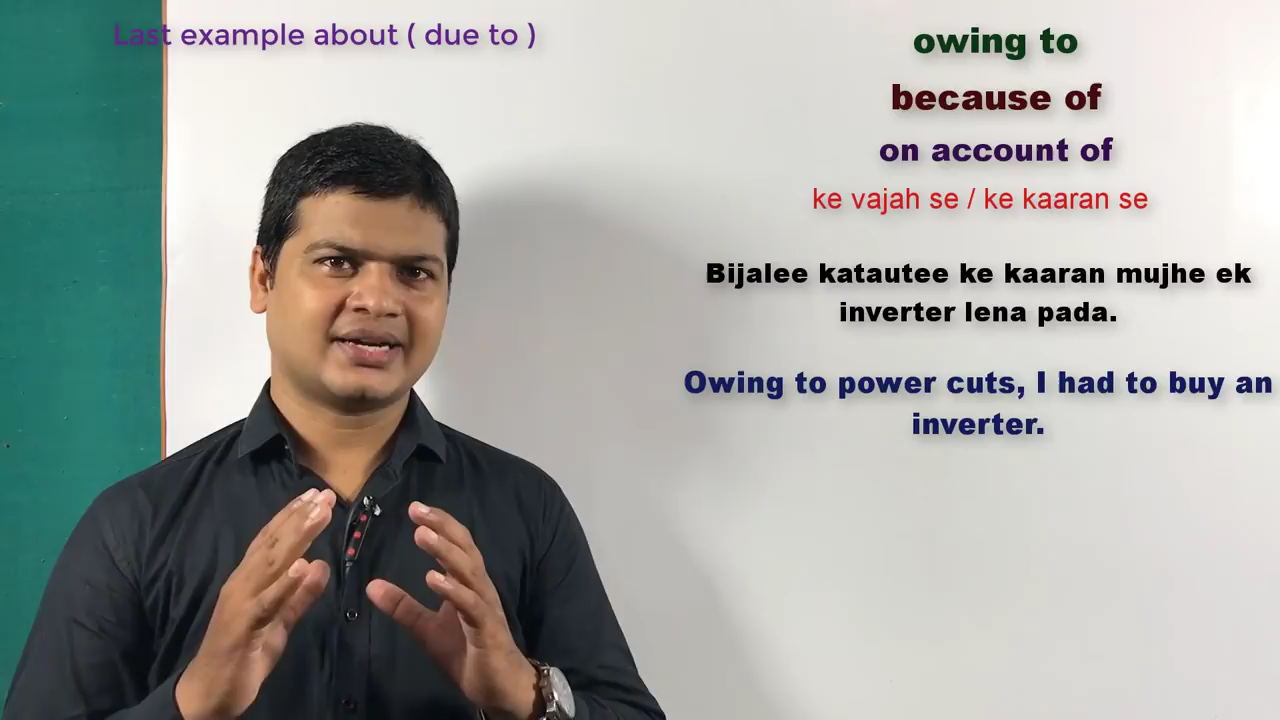 Last example about ( due to )
owing to
because of
on account of
ke vajah se / ke kaaran se
Bijalee katautee ke kaaran mujhe ek
inverter lena pada.
Owing to power cuts, I had to buy an
inverter.